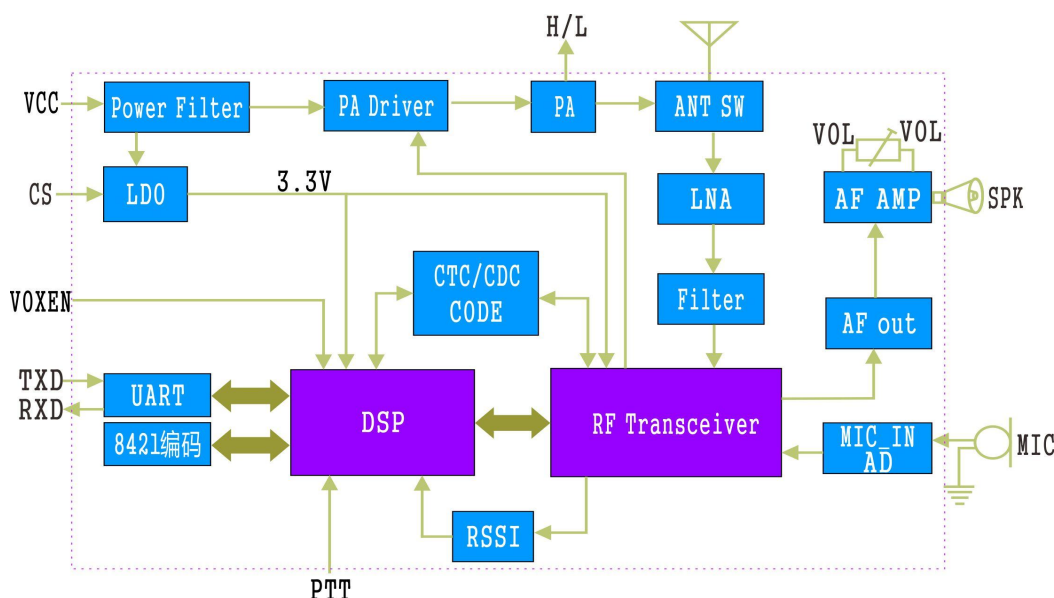 H/L
VCC
Power Filter
PA Driver
PA
ANT SW
VOL
VOL
CS
LDO
3.3V
LNA
AF AMP
SPK
CTC/CDC
CODE
VOXEN
Filter
AF out
TXD
RXD
UART
8421编码
DSP
RF Transceiver
MIC_IN
AD
MIC
RSSI
PTT